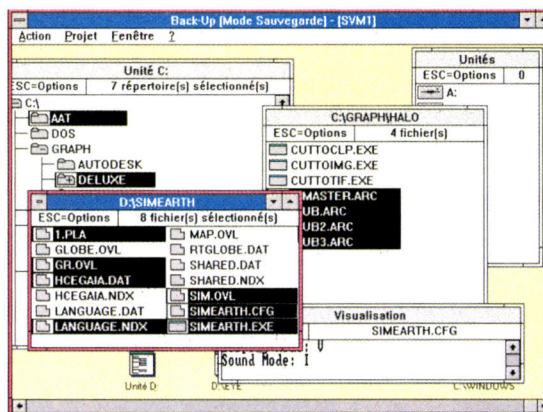 Back-Up (Mode Sauvegarde) - [SVMT]
Action Projet Fenêtre ?
Unité C:
ESC=Options 7 répertoire(s) sélectionné(s)
C:\
AAT
DOS
GRAPH
AUTODESK
DELUXE
Unités
ESC=Options 0
A:
C:\GRAPH\HALO
ESC=Options 4 fichier(s)
CUTTOCLP.EXE
CUTTOIMG.EXE
CUTTOTIF.EXE
MASTER.ARC
UB.ARC
UB2.ARC
UB3.ARC
D:\SIMEARTH
ESC=Options 8 fichier(s) sélectionné(s)
1.PLA MAP.OVL
GLOBE.OVL RTGLOBE.DAT
GR.OVL SHARED.DAT
HCEGAIA.DAT SHARED.NDX
HCEGAIA.NDX SIM.OVL
LANGUAGE.DAT SIMEARTH.CFG
LANGUAGE.NDX SIMEARTH.EXE
Visualisation
SIMEARTH.CFG
: V
Sound Mode: I
Unité D: D:\EYE C:\WINDOWS